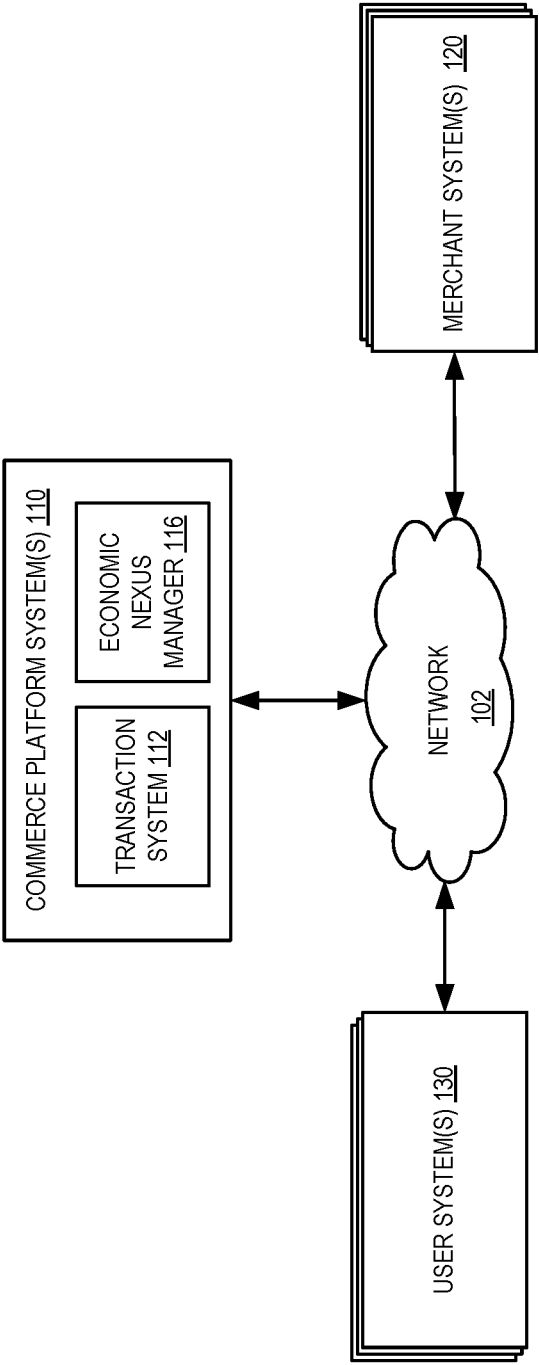 COMMERCE PLATFORM SYSTEM(S) 110
TRANSACTION
SYSTEM 112
ECONOMIC
NEXUS
MANAGER 116
USER SYSTEM(S) 130
NETWORK
102
MERCHANT SYSTEM(S) 120